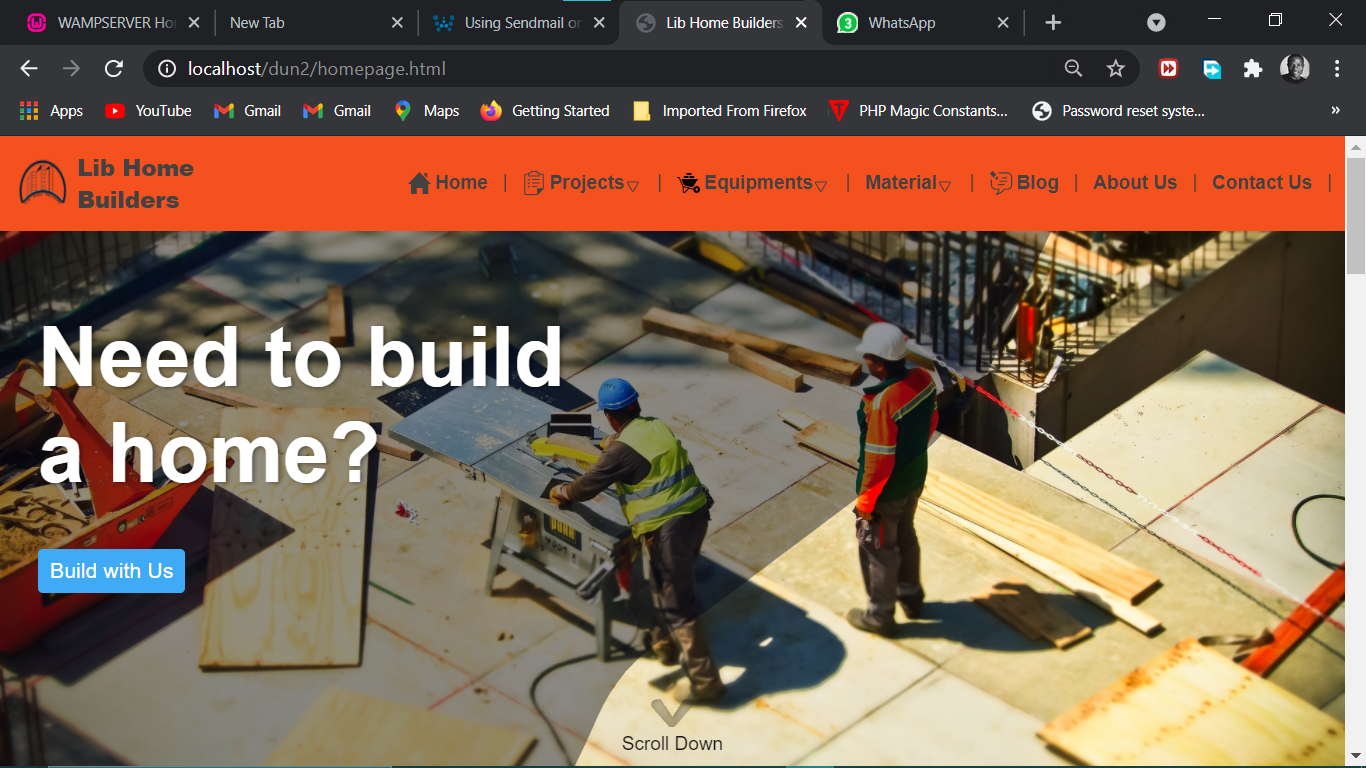 WAMPSERVER Ho
New Tab
Using Sendmail o
Lib Home Builders
3
WhatsApp
localhost/dun2/homepage.html
Apps
YouTube
Gmail
Gmail
Maps
Getting Started
Imported From Firefox
PHP Magic Constants...
Password reset syste...
»
Lib Home
Builders
Home | Projects | Equipments | Material | Blog | About Us | Contact Us |
Need to build
a home?
Build with Us
Scroll Down